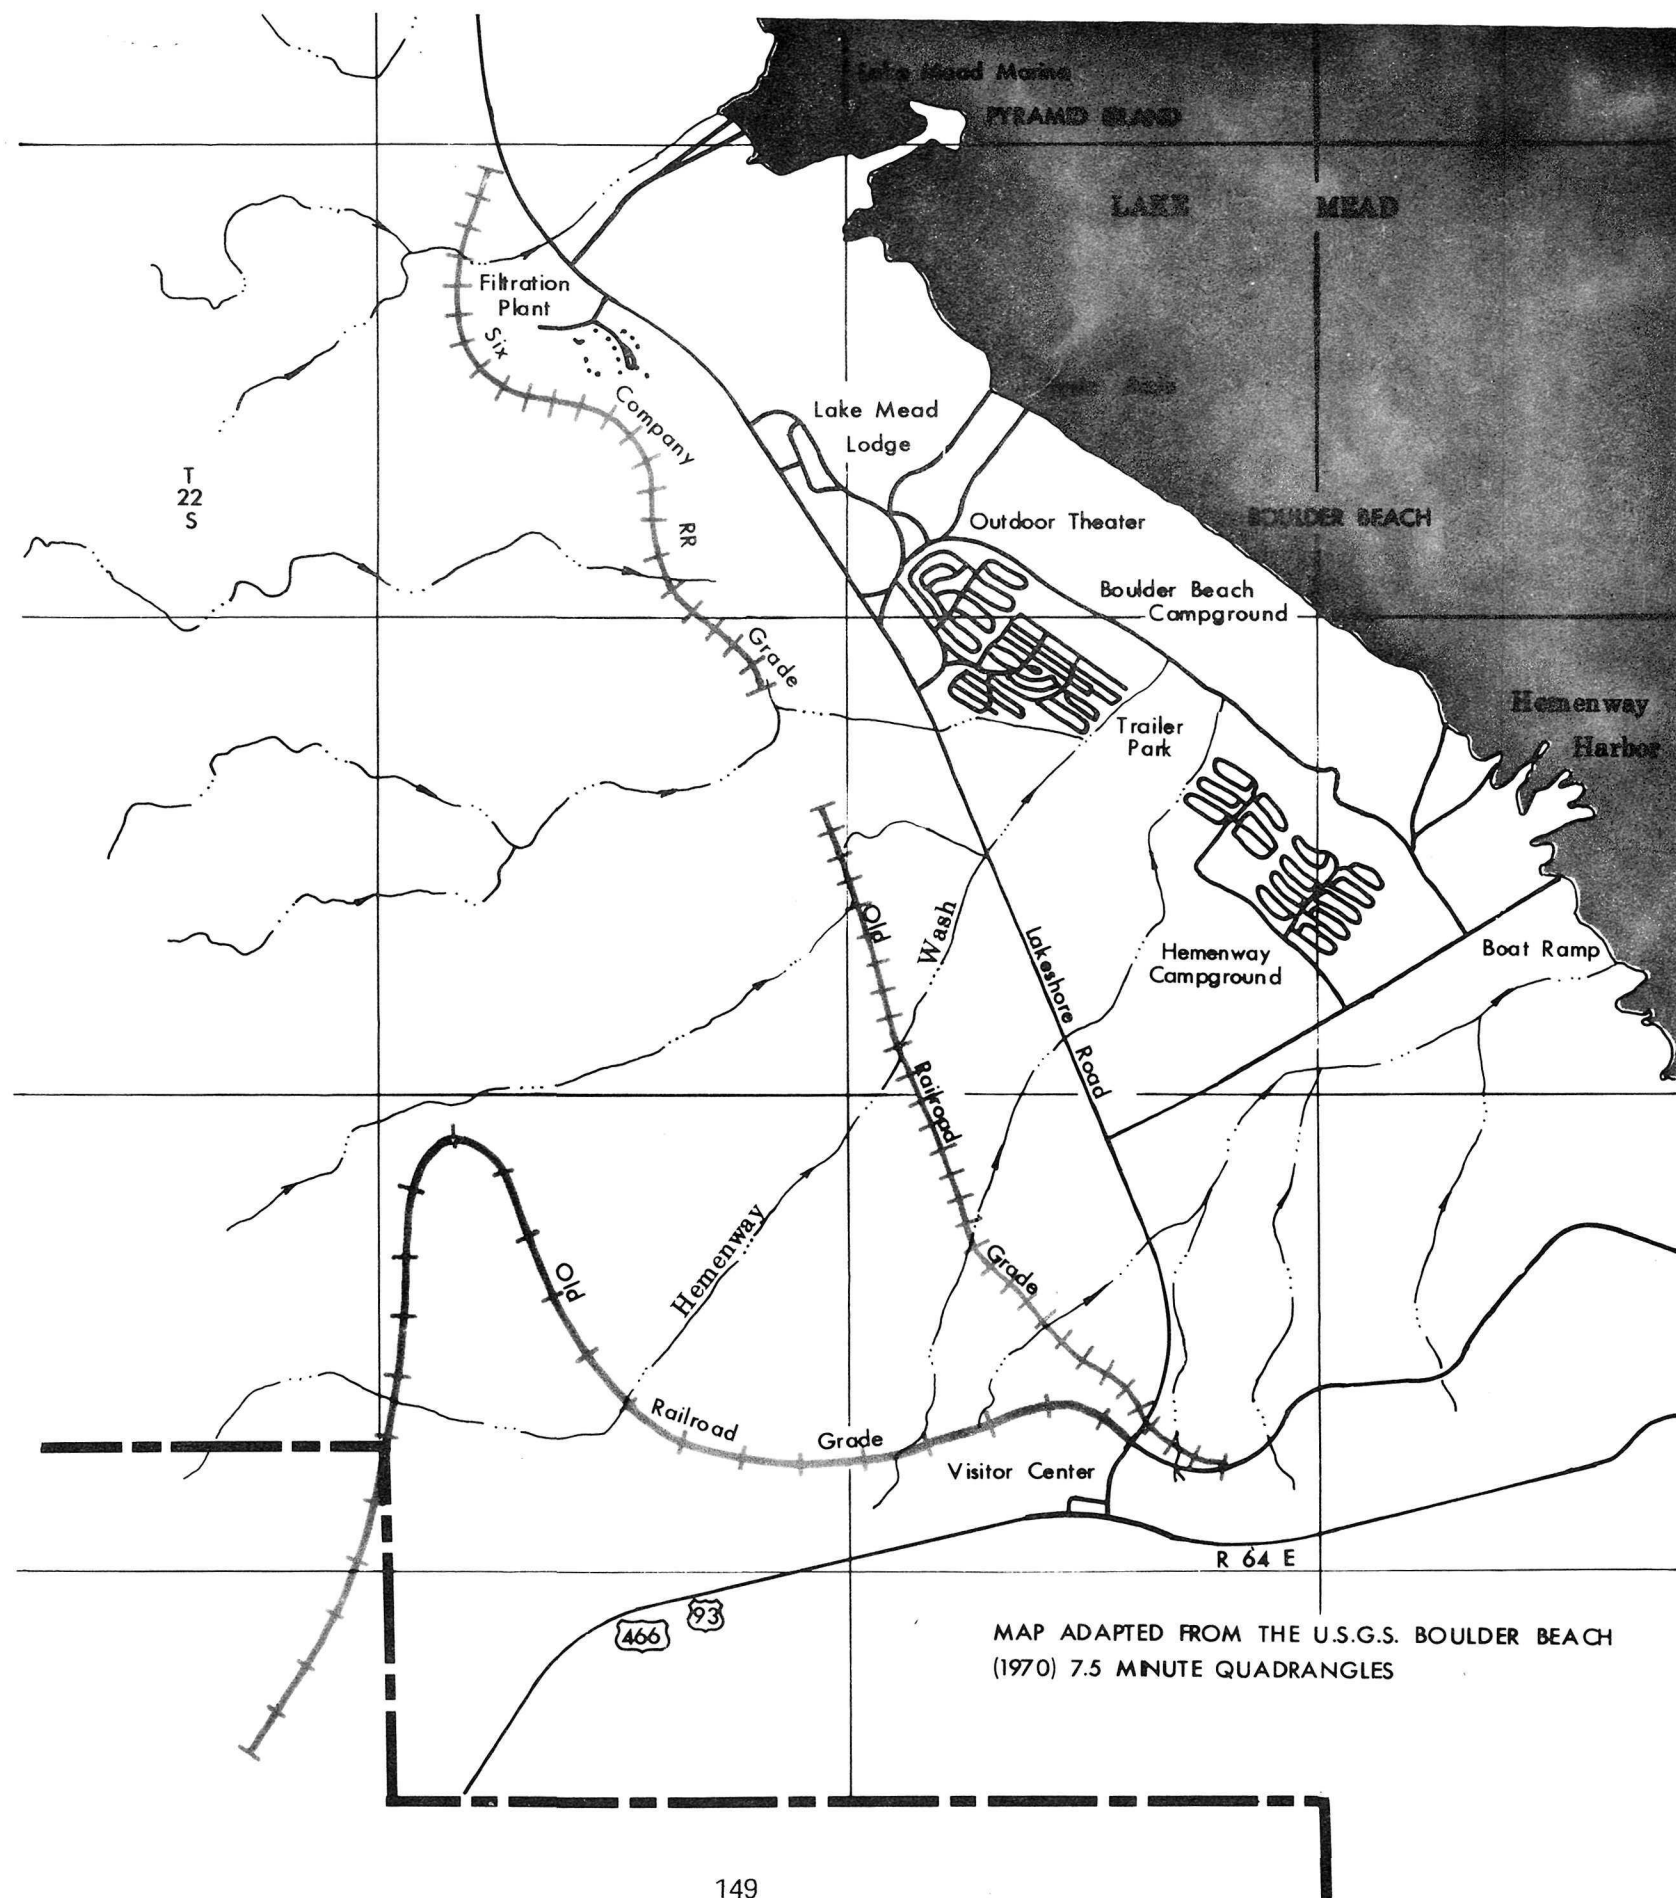 Lake Mead Marina
PYRAMID ISLAND
LAKE MEAD
Filtration
Plant
Six Company RR Grade
Lake Mead
Lodge
T
22
S
Outdoor Theater
BOULDER BEACH
Boulder Beach
Campground
Hemenway
Harbor
Trailer
Park
Old Railroad Grade
Hemenway Wash
Lakeshore Road
Hemenway
Campground
Boat Ramp
Old Railroad Grade
Visitor Center
R 64 E
466
93
MAP ADAPTED FROM THE U.S.G.S. BOULDER BEACH
(1970) 7.5 MINUTE QUADRANGLES
149